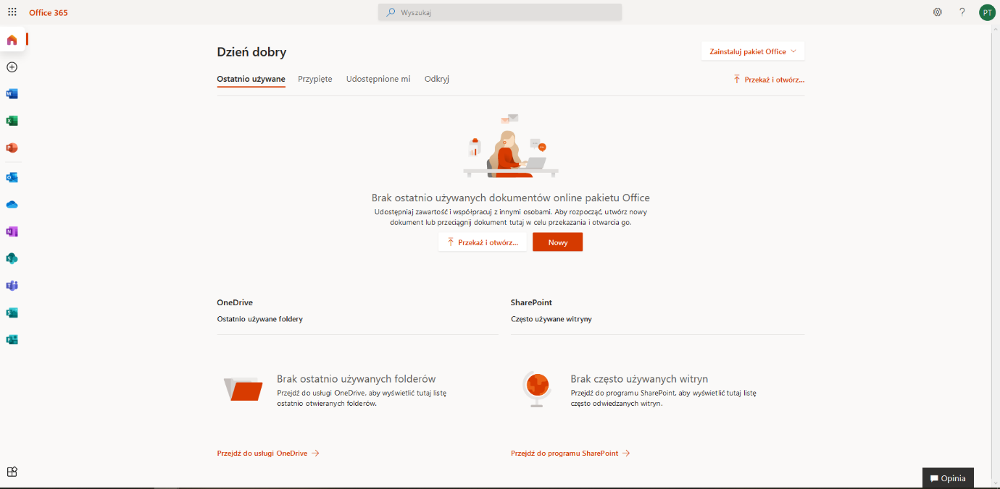 Office 365
Wyszukaj
PT
Dzień dobry
Zainstaluj pakiet Office
Ostatnio używane
Przypięte
Udostępnione mi
Odkryj
Przekaż i otwórz...
Brak ostatnio używanych dokumentów online pakietu Office
Udostępniaj zawartość i współpracuj z innymi osobami. Aby rozpocząć, utwórz nowy
dokument lub przeciągnij dokument tutaj w celu przekazania i otwarcia go.
Przekaż i otwórz...
Nowy
OneDrive
Ostatnio używane foldery
Brak ostatnio używanych folderów
Przejdź do usługi OneDrive, aby wyświetlić tutaj listę
ostatnio otwieranych folderów.
Przejdź do usługi OneDrive
SharePoint
Często używane witryny
Brak często używanych witryn
Przejdź do programu SharePoint, aby wyświetlić tutaj listę
często odwiedzanych witryn.
Przejdź do programu SharePoint
Opinia